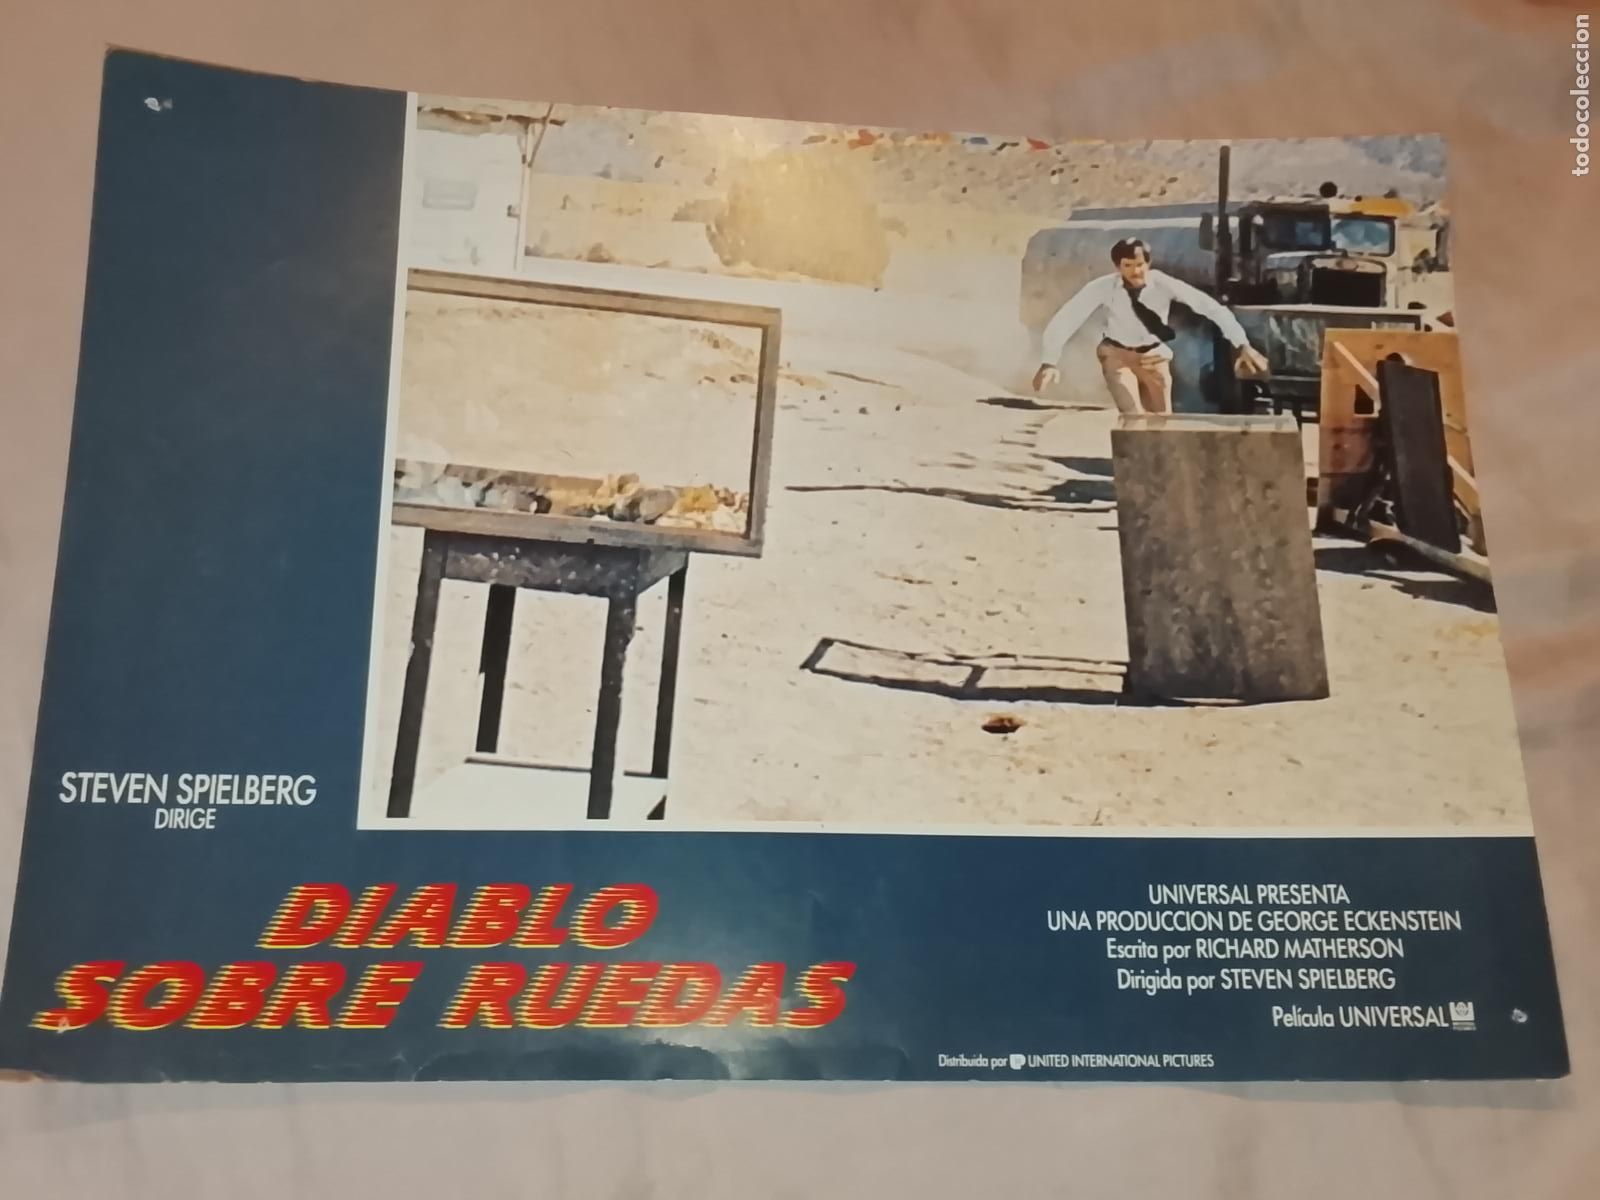 todocoleccion
STEVEN SPIELBERG
DIRIGE
DIABLO
SOBRE RUEDAS
UNIVERSAL PRESENTA
UNA PRODUCCION DE GEORGE ECKENSTEIN
Escrita por RICHARD MATHERSON
Dirigida por STEVEN SPIELBERG
Película UNIVERSAL
Distribuida por UNITED INTERNATIONAL PICTURES